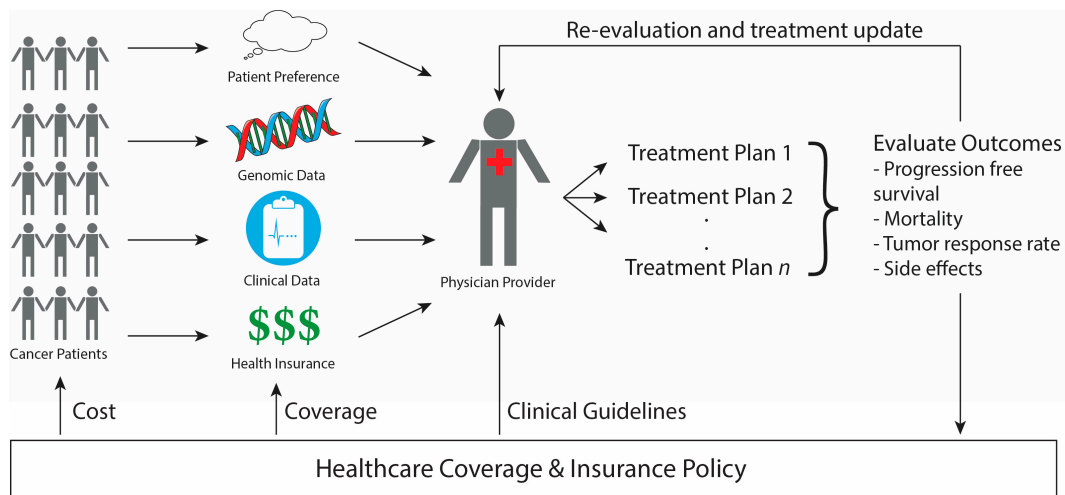 Re-evaluation and treatment update
Patient Preference
Genomic Data
Clinical Data
$$$
Health Insurance
Cancer Patients
Physician Provider
Treatment Plan 1
Treatment Plan 2
.
.
Treatment Plan n
Evaluate Outcomes
- Progression free
survival
- Mortality
- Tumor response rate
- Side effects
Cost
Coverage
Clinical Guidelines
Healthcare Coverage & Insurance Policy